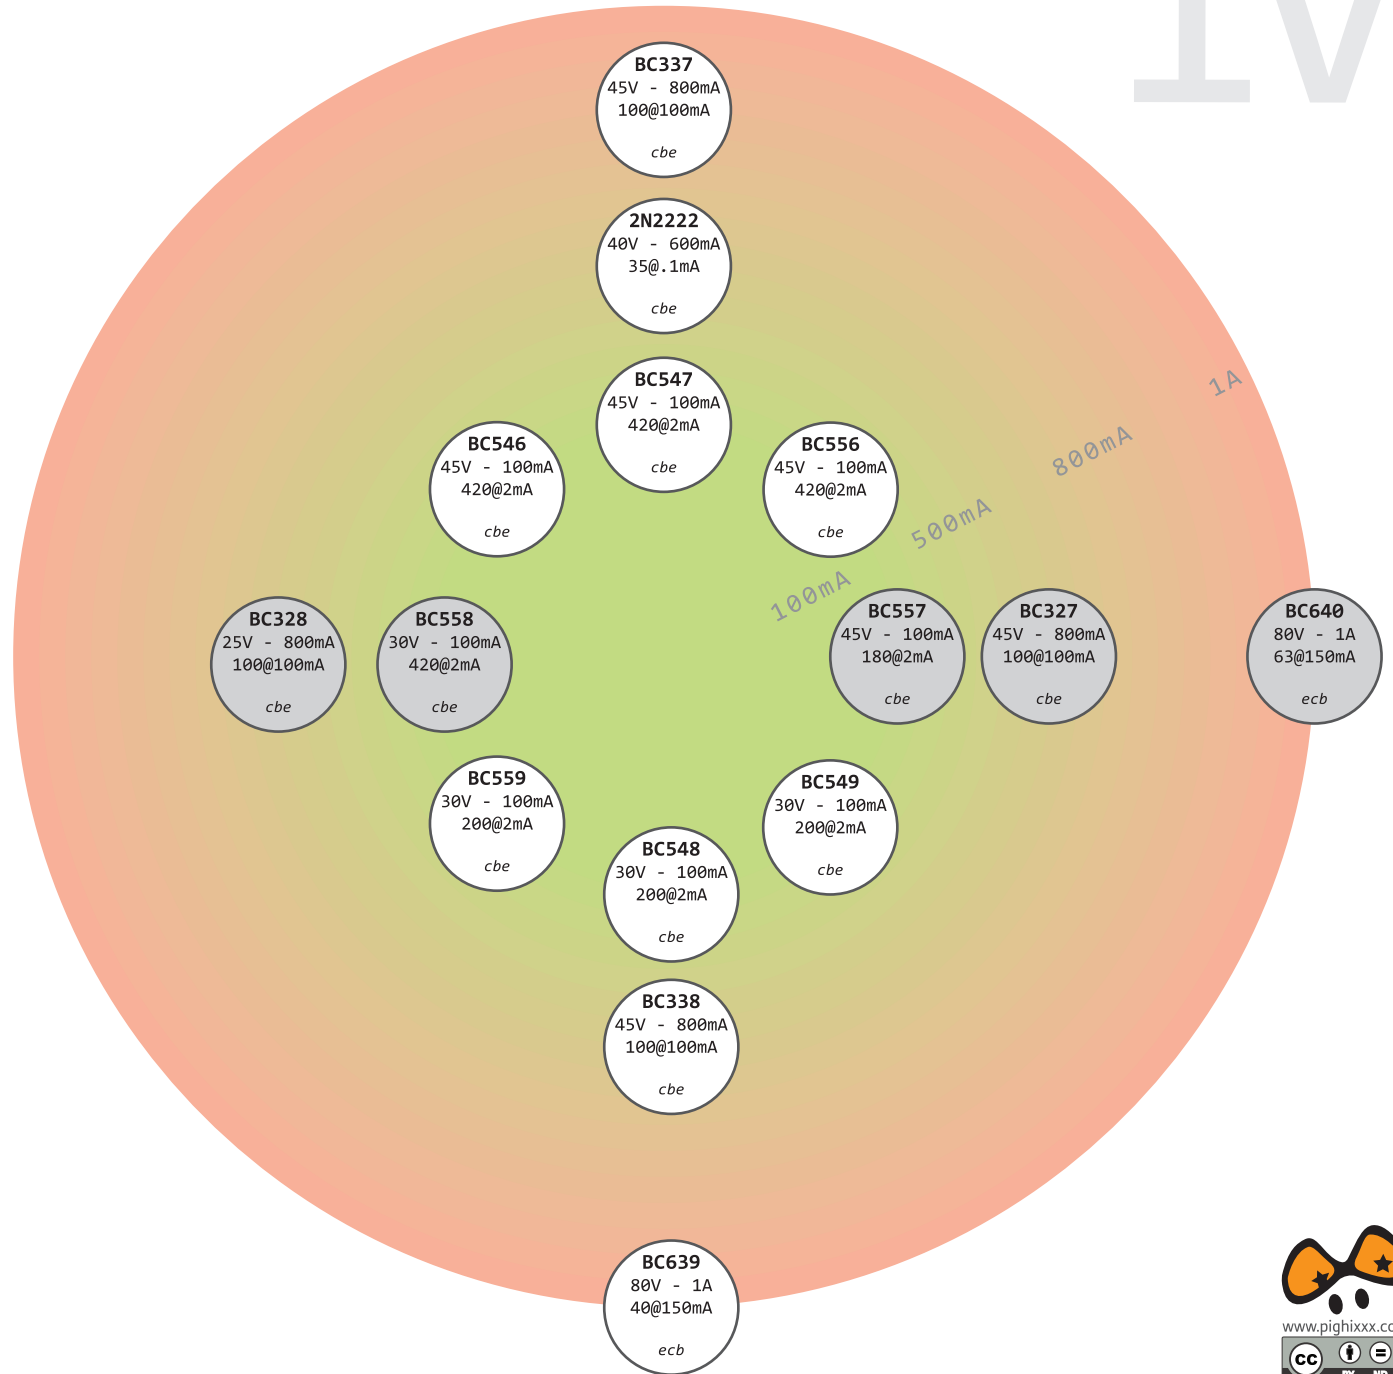 BC337
45V - 800mA
100@100mA
cbe
2N2222
40V - 600mA
35@.1mA
cbe
BC547
45V - 100mA
420@2mA
cbe
BC546
45V - 100mA
420@2mA
cbe
BC556
45V - 100mA
420@2mA
cbe
1A
800mA
500mA
100mA
BC328
25V - 800mA
100@100mA
cbe
BC558
30V - 100mA
420@2mA
cbe
BC557
45V - 100mA
180@2mA
cbe
BC327
45V - 800mA
100@100mA
cbe
BC640
80V - 1A
63@150mA
ecb
BC559
30V - 100mA
200@2mA
cbe
BC549
30V - 100mA
200@2mA
cbe
BC548
30V - 100mA
200@2mA
cbe
BC338
45V - 800mA
100@100mA
cbe
BC639
80V - 1A
40@150mA
ecb
www.pighixxx.co
cc